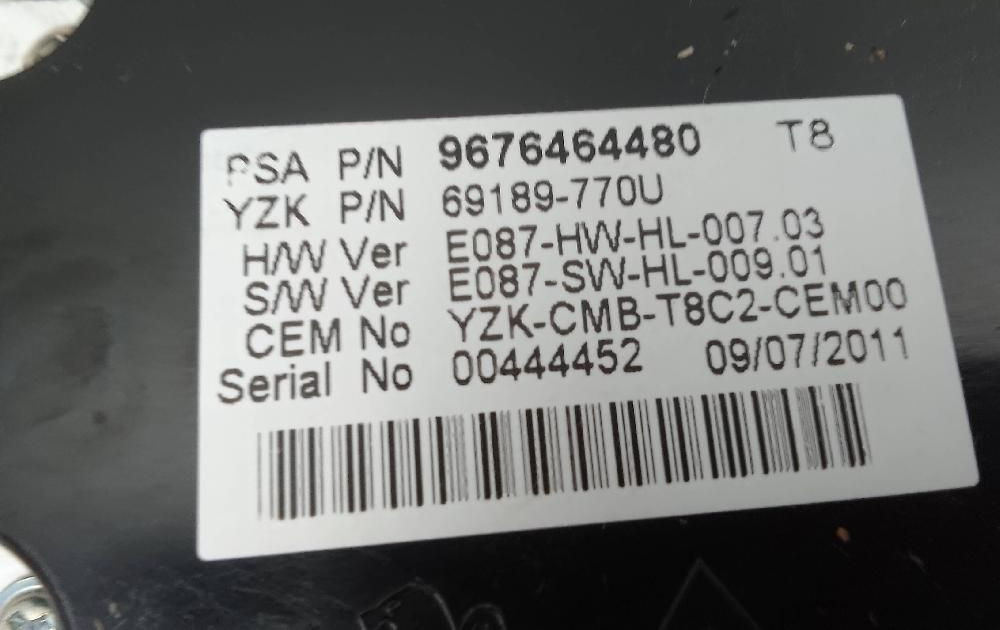 PSA P/N 9676464480 T8
YZK P/N 69189-770U
H/W Ver E087-HW-HL-007.03
S/W Ver E087-SW-HL-009.01
CEM No YZK-CMB-T8C2-CEM00
Serial No 00444452 09/07/2011